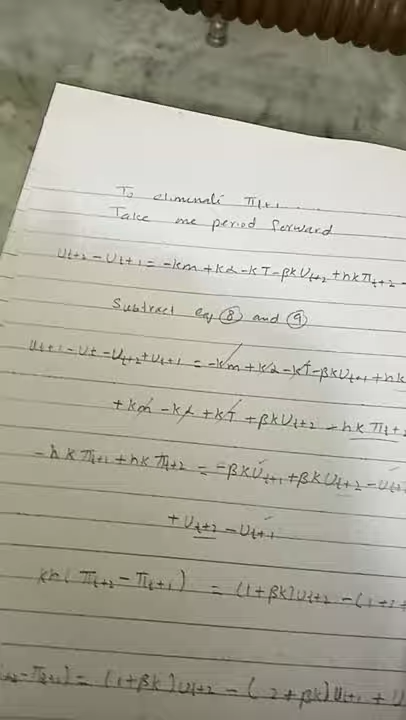 To eliminati π_{t+1} ....
Take one period forward
U_{t+2} - U_{t+1} = -km + kα - kT - βkU_{t+2} + hkπ_{t+2} -
Subtract eq ⑧ and ⑨
U_{t+1} - U_t - U_{t+2} + U_{t+1} = -km + kα - kT - βkU_{t+1} + hk
+ km - kα + kT + βkU_{t+2} - hkπ_{t+2}
- hkπ_{t+1} + hkπ_{t+2} = -βkU_{t+1} + βkU_{t+2} - U_{t+1}
+ U_{t+2} - U_{t+1}
kh(π_{t+2} - π_{t+1}) = (1+βk)U_{t+2} - (1+1+
π_{t+1}) = (1+βk)U_{t+2} - (2+βk)U_{t+1} + U